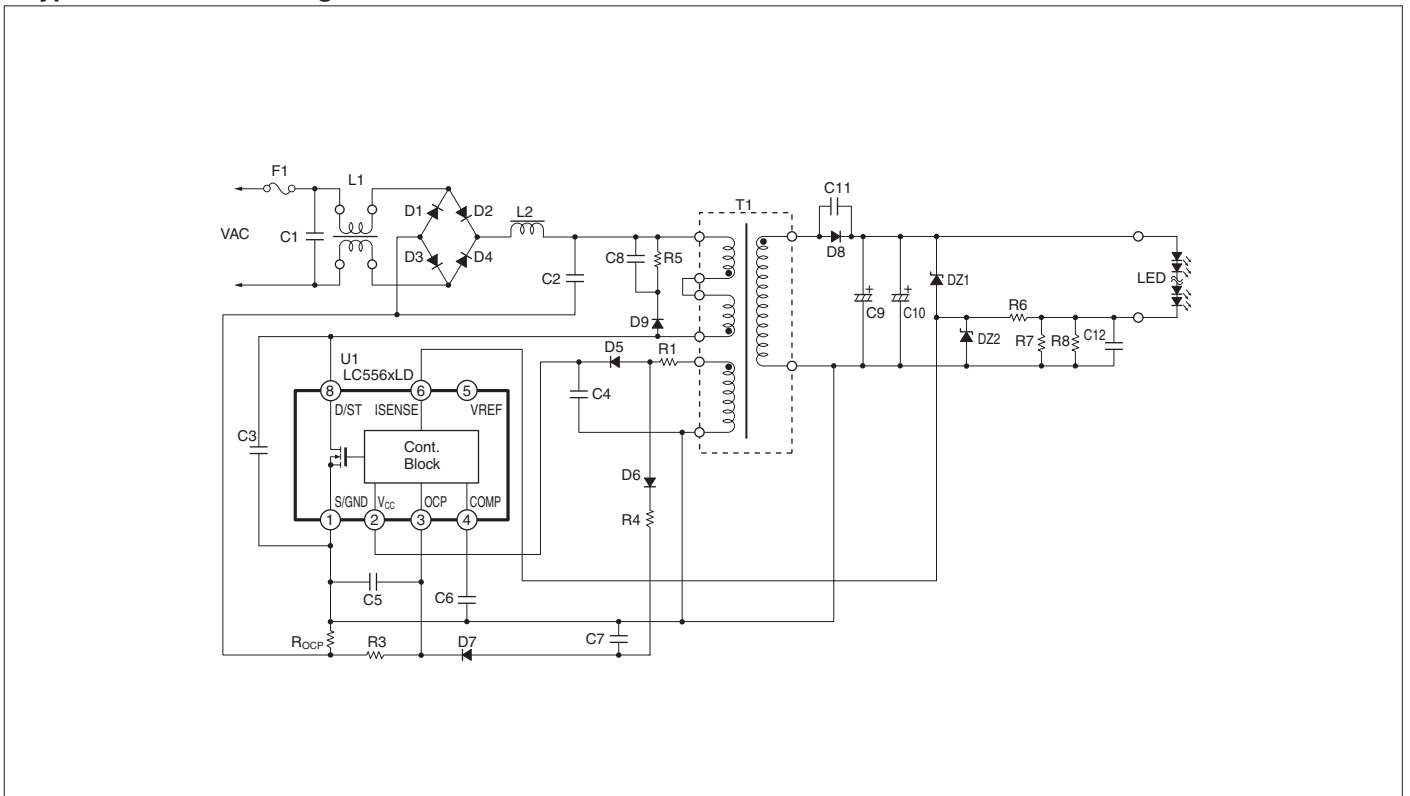 F1
L1
C11
T1
L2
D1
D2
VAC
C1
D8
C8
R5
D3
D4
C2
LED
DZ1
C9
C10
R6
D9
DZ2
R7
R8
C12
D5
R1
U1
LC556xLD
8
6
5
C4
D/ST
ISENSE
VREF
C3
Cont.
Block
D6
S/GND
VCC
OCP
COMP
R4
1
2
3
4
C5
C6
ROCP
R3
D7
C7